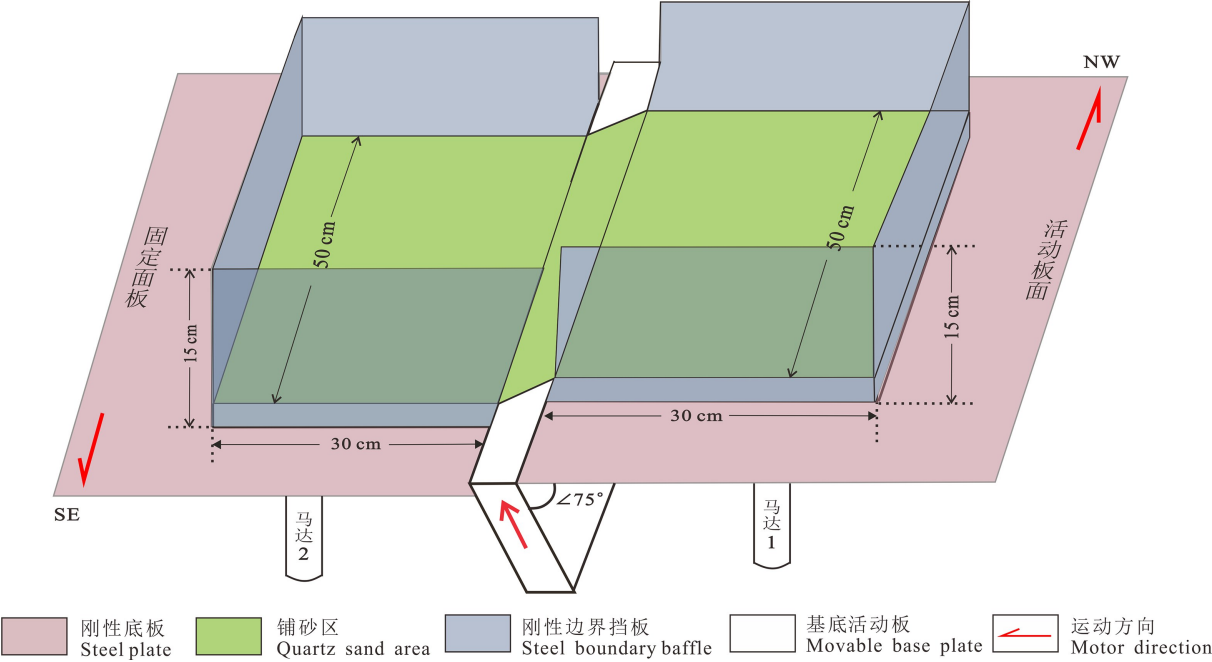 NW
50 cm
50 cm
固定面板
活动板面
15 cm
15 cm
30 cm
30 cm
∠75°
SE
马达2
马达1
刚性底板
Steel plate
铺砂区
Quartz sand area
刚性边界挡板
Steel boundary baffle
基底活动板
Movable base plate
运动方向
Motor direction